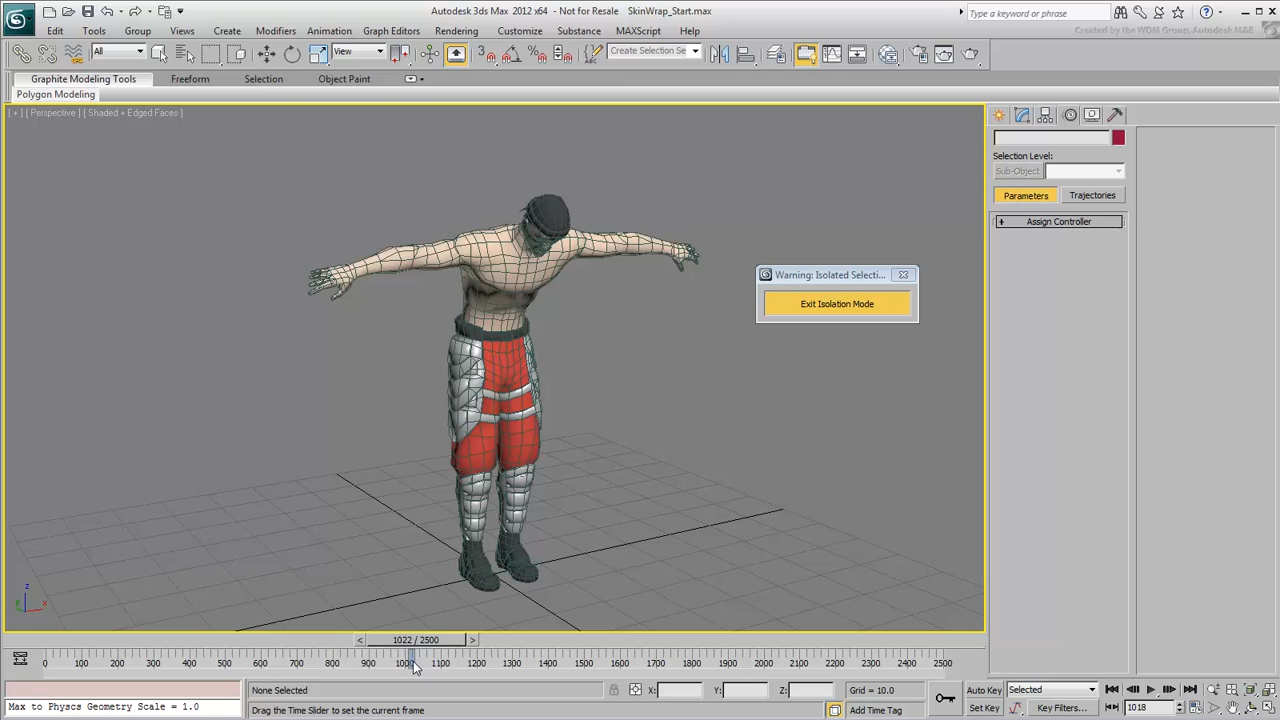 Autodesk 3ds Max 2012 x64 - Not for Resale SkinWrap_Start.max
Type a keyword or phrase
Edit Tools Group Views Create Modifiers Animation Graph Editors Rendering Customize Substance MAXScript Help
Created by the WDM Group, Autodesk M&E
All View Create Selection Se
Graphite Modeling Tools Freeform Selection Object Paint
Polygon Modeling
[ + ] [ Perspective ] [ Shaded + Edged Faces ]
Selection Level:
Sub-Object
Parameters Trajectories
+ Assign Controller
Warning: Isolated Selecti...
Exit Isolation Mode
z
y x
< 1022 / 2500 >
0 100 200 300 400 500 600 700 800 900 1000 1100 1200 1300 1400 1500 1600 1700 1800 1900 2000 2100 2200 2300 2400 2500
None Selected X: Y: Z: Grid = 10.0 Auto Key Selected
Max to Physcs Geometry Scale = 1.0 Drag the Time Slider to set the current frame Add Time Tag Set Key Key Filters... 1018